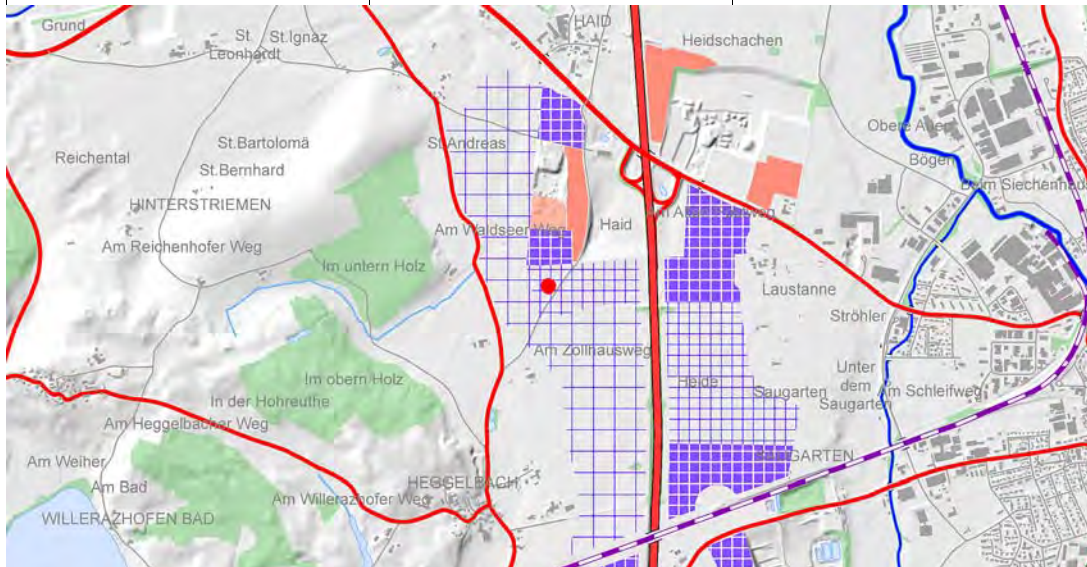 Grund
St.
Leonhardt
St.Ignaz
HAID
Heidschachen
Reichental
St.Bartolomä
St.Bernhard
St.Andreas
Obere Auen
Bögen
Beim Siechenhaus
HINTERSTRIEMEN
Am Reichenhofer Weg
Am Waldseer Weg
Haid
Im untern Holz
Laustanne
Ströhler
Am Zollhausweg
Im obern Holz
Heide
Unter
dem
Saugarten
Saugarten
Am Schleifweg
In der Hohreuthe
Am Heggelbacher Weg
Am Weiher
Am Bad
HEGGELBACH
Am Willerazhofer Weg
WILLERAZHOFEN BAD